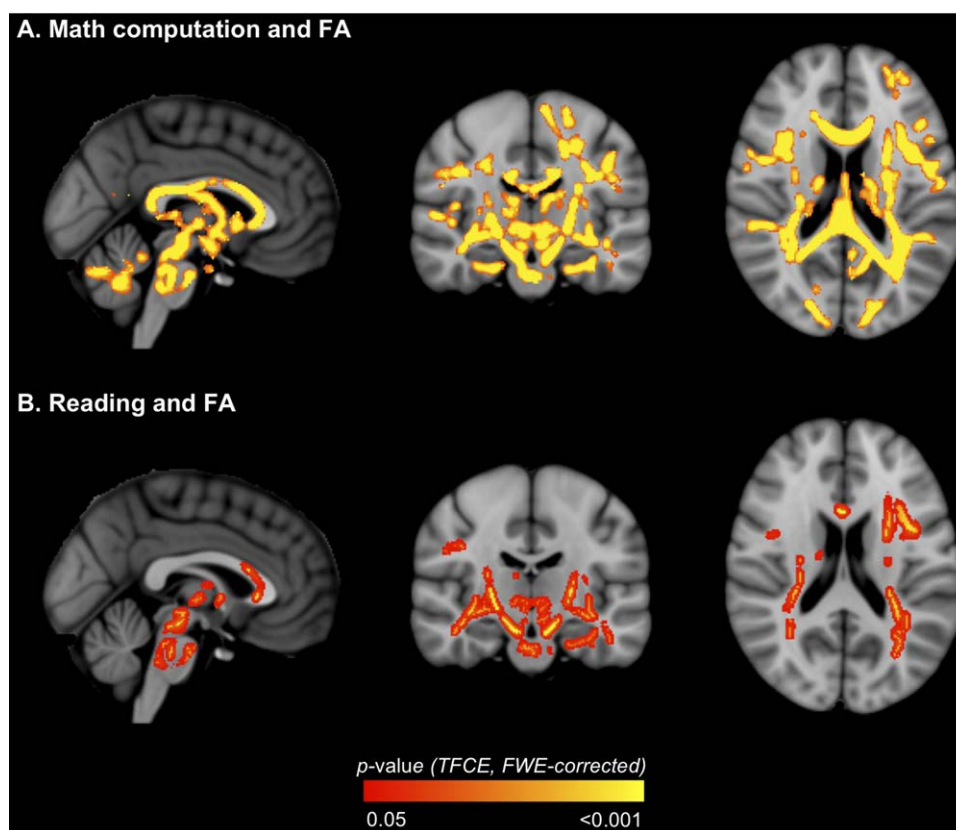 A. Math computation and FA
B. Reading and FA
p-value (TFCE, FWE-corrected)
0.05 <0.001